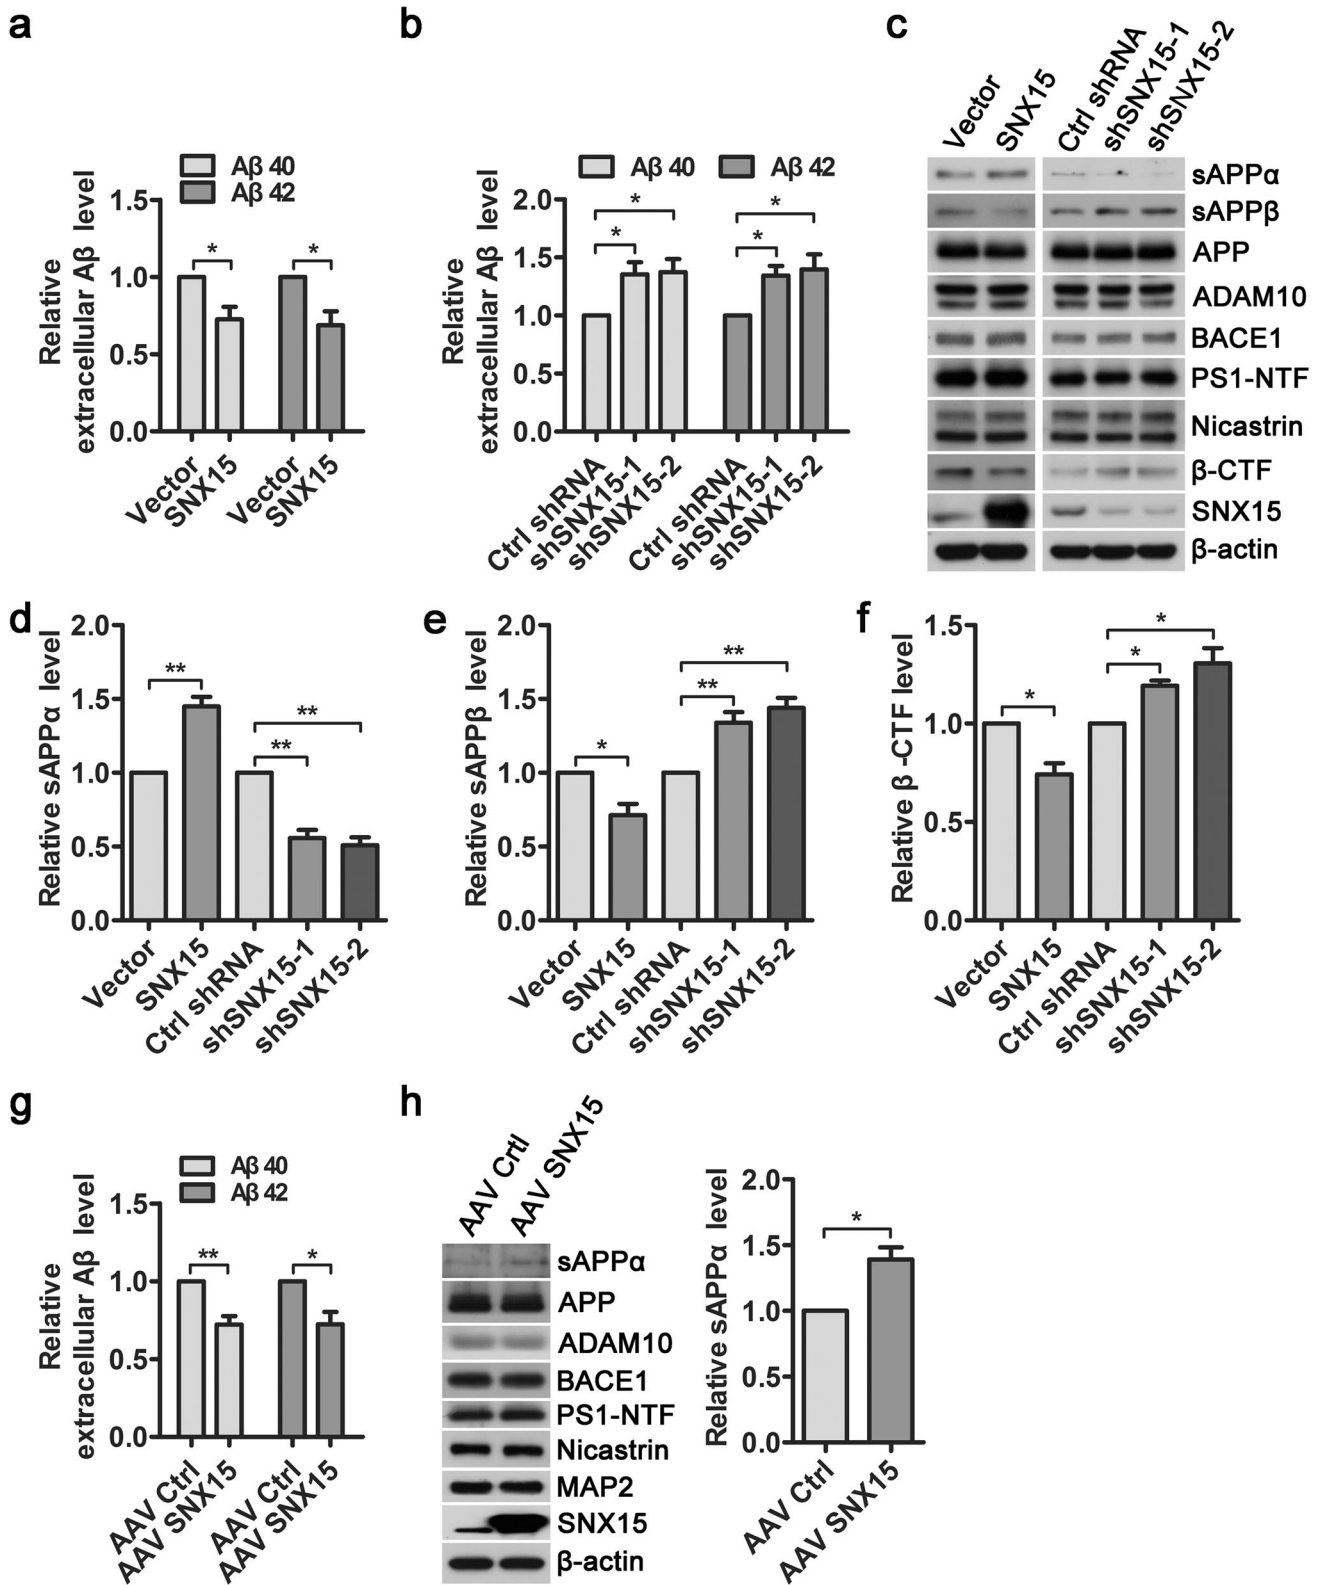 a
Aβ 40
Aβ 42
Relative
extracellular Aβ level
1.5
1.0
0.5
0.0
*
*
Vector
SNX15
Vector
SNX15
b
Aβ 40
Aβ 42
Relative
extracellular Aβ level
2.0
1.5
1.0
0.5
0.0
*
*
*
*
Ctrl shRNA
shSNX15-1
shSNX15-2
Ctrl shRNA
shSNX15-1
shSNX15-2
c
Vector
SNX15
Ctrl shRNA
shSNX15-1
shSNX15-2
sAPPα
sAPPβ
APP
ADAM10
BACE1
PS1-NTF
Nicastrin
β-CTF
SNX15
β-actin
d
Relative sAPPα level
2.0
1.5
1.0
0.5
0.0
**
**
**
Vector
SNX15
Ctrl shRNA
shSNX15-1
shSNX15-2
e
Relative sAPPβ level
2.0
1.5
1.0
0.5
0.0
*
**
**
Vector
SNX15
Ctrl shRNA
shSNX15-1
shSNX15-2
f
Relative β -CTF level
1.5
1.0
0.5
0.0
*
*
*
Vector
SNX15
Ctrl shRNA
shSNX15-1
shSNX15-2
g
Aβ 40
Aβ 42
Relative
extracellular Aβ level
1.5
1.0
0.5
0.0
**
*
AAV Ctrl
AAV SNX15
AAV Ctrl
AAV SNX15
h
AAV Crtl
AAV SNX15
sAPPα
APP
ADAM10
BACE1
PS1-NTF
Nicastrin
MAP2
SNX15
β-actin
Relative sAPPα level
2.0
1.5
1.0
0.5
0.0
*
AAV Ctrl
AAV SNX15